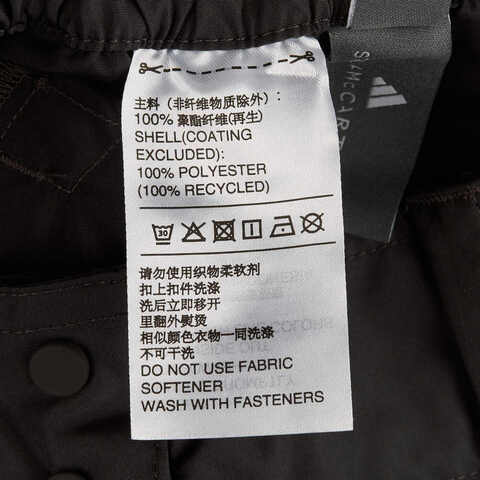 主料（非纤维物质除外）：
100% 聚酯纤维(再生)
SHELL(COATING
EXCLUDED):
100% POLYESTER
(100% RECYCLED)
30
请勿使用织物柔软剂
扣上扣件洗涤
洗后立即移开
里翻外熨烫
相似颜色衣物一同洗涤
不可干洗
DO NOT USE FABRIC
SOFTENER
WASH WITH FASTENERS